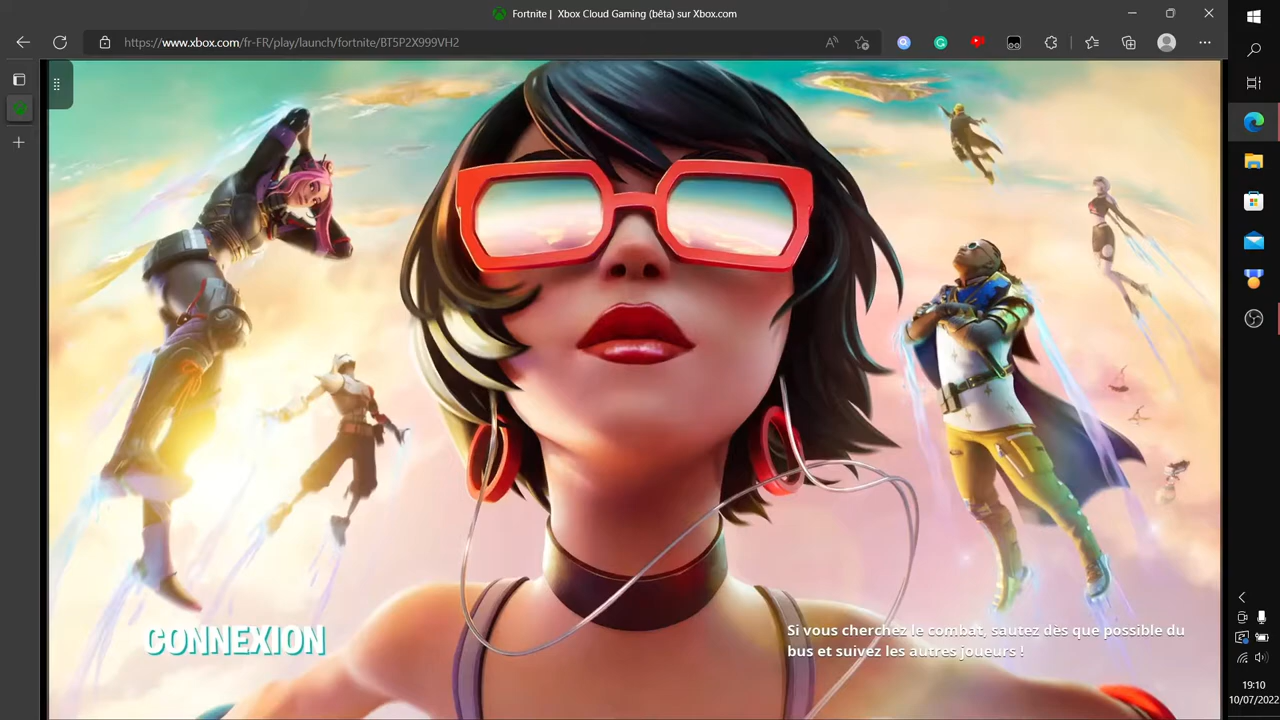 Fortnite | Xbox Cloud Gaming (bêta) sur Xbox.com
https://www.xbox.com/fr-FR/play/launch/fortnite/BT5P2X999VH2
CONNEXION
Si vous cherchez le combat, sautez dès que possible du
bus et suivez les autres joueurs !
19:10
10/07/2022